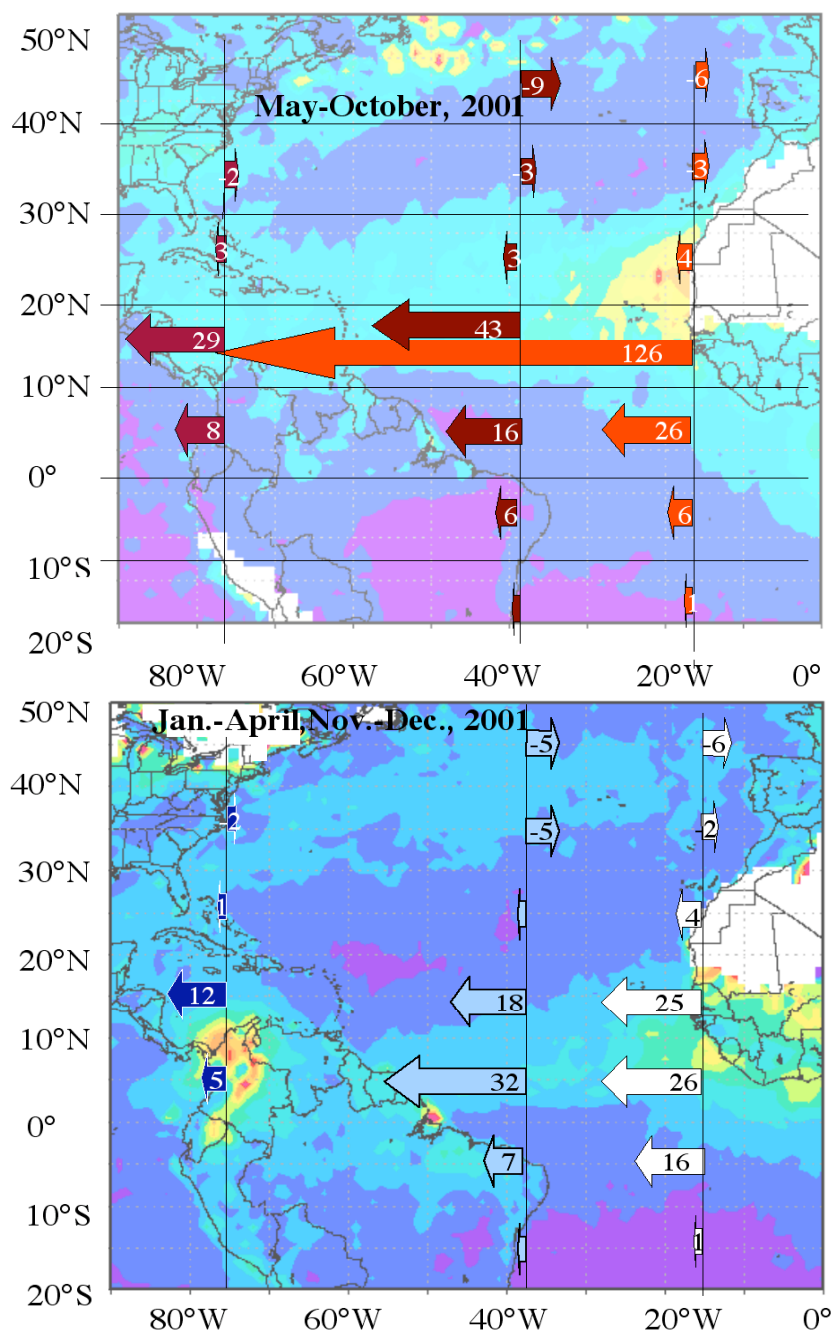 50°N
-9 -6
May-October, 2001
40°N
-2 -3 -3
30°N
3 3 4
20°N
29 43
126
10°N
8 16 26
0°
6 6
10°S
1
20°S
80°W 60°W 40°W 20°W 0°
50°N
Jan.-April,Nov.-Dec., 2001
-5 -6
40°N
-2 -5 -2
30°N
1 4
20°N
12 18 25
10°N
5 32 26
0°
7 16
10°S
1
20°S
80°W 60°W 40°W 20°W 0°